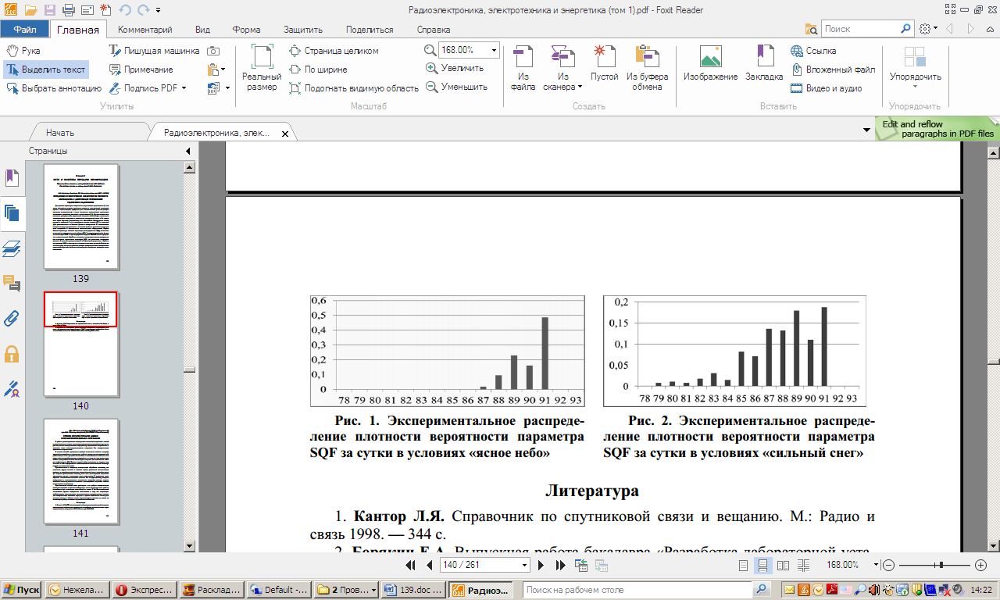 Радиоэлектроника, электротехника и энергетика (том 1).pdf - Foxit Reader
Файл Главная Комментарий Вид Форма Защитить Поделиться Справка Поиск
Рука Пишущая машинка Страница целиком 168.00% Ссылка
Выделить текст Примечание По ширине Увеличить Вложенный файл
Выбрать аннотацию Подпись PDF Подогнать видимую область Уменьшить Видео и аудио
Реальный размер
Из файла Из сканера Пустой Из буфера обмена Изображение Закладка Упорядочить
Утилиты Масштаб Создать Вставить Упорядочить
Начать Радиоэлектроника, элек... Edit and reflow
paragraphs in PDF files
Страницы
139
140
141
0,6
0,5
0,4
0,3
0,2
0,1
0
78 79 80 81 82 83 84 85 86 87 88 89 90 91 92 93
Рис. 1. Экспериментальное распреде-
ление плотности вероятности параметра
SQF за сутки в условиях «ясное небо»
0,2
0,15
0,1
0,05
0
78 79 80 81 82 83 84 85 86 87 88 89 90 91 92 93
Рис. 2. Экспериментальное распреде-
ление плотности вероятности параметра
SQF за сутки в условиях «сильный снег»
Литература
1. Кантор Л.Я. Справочник по спутниковой связи и вещанию. М.: Радио и
связь 1998. — 344 с.
2. Борякин Е.А. Выпускная работа бакалавра «Разработка лабораторной уста-
140 / 261 168.00%
Пуск Нежела... Экспрес... Расклад... Default -... 2 Пров... 139.doc ... Радиоэ... Поиск на рабочем столе 14:22